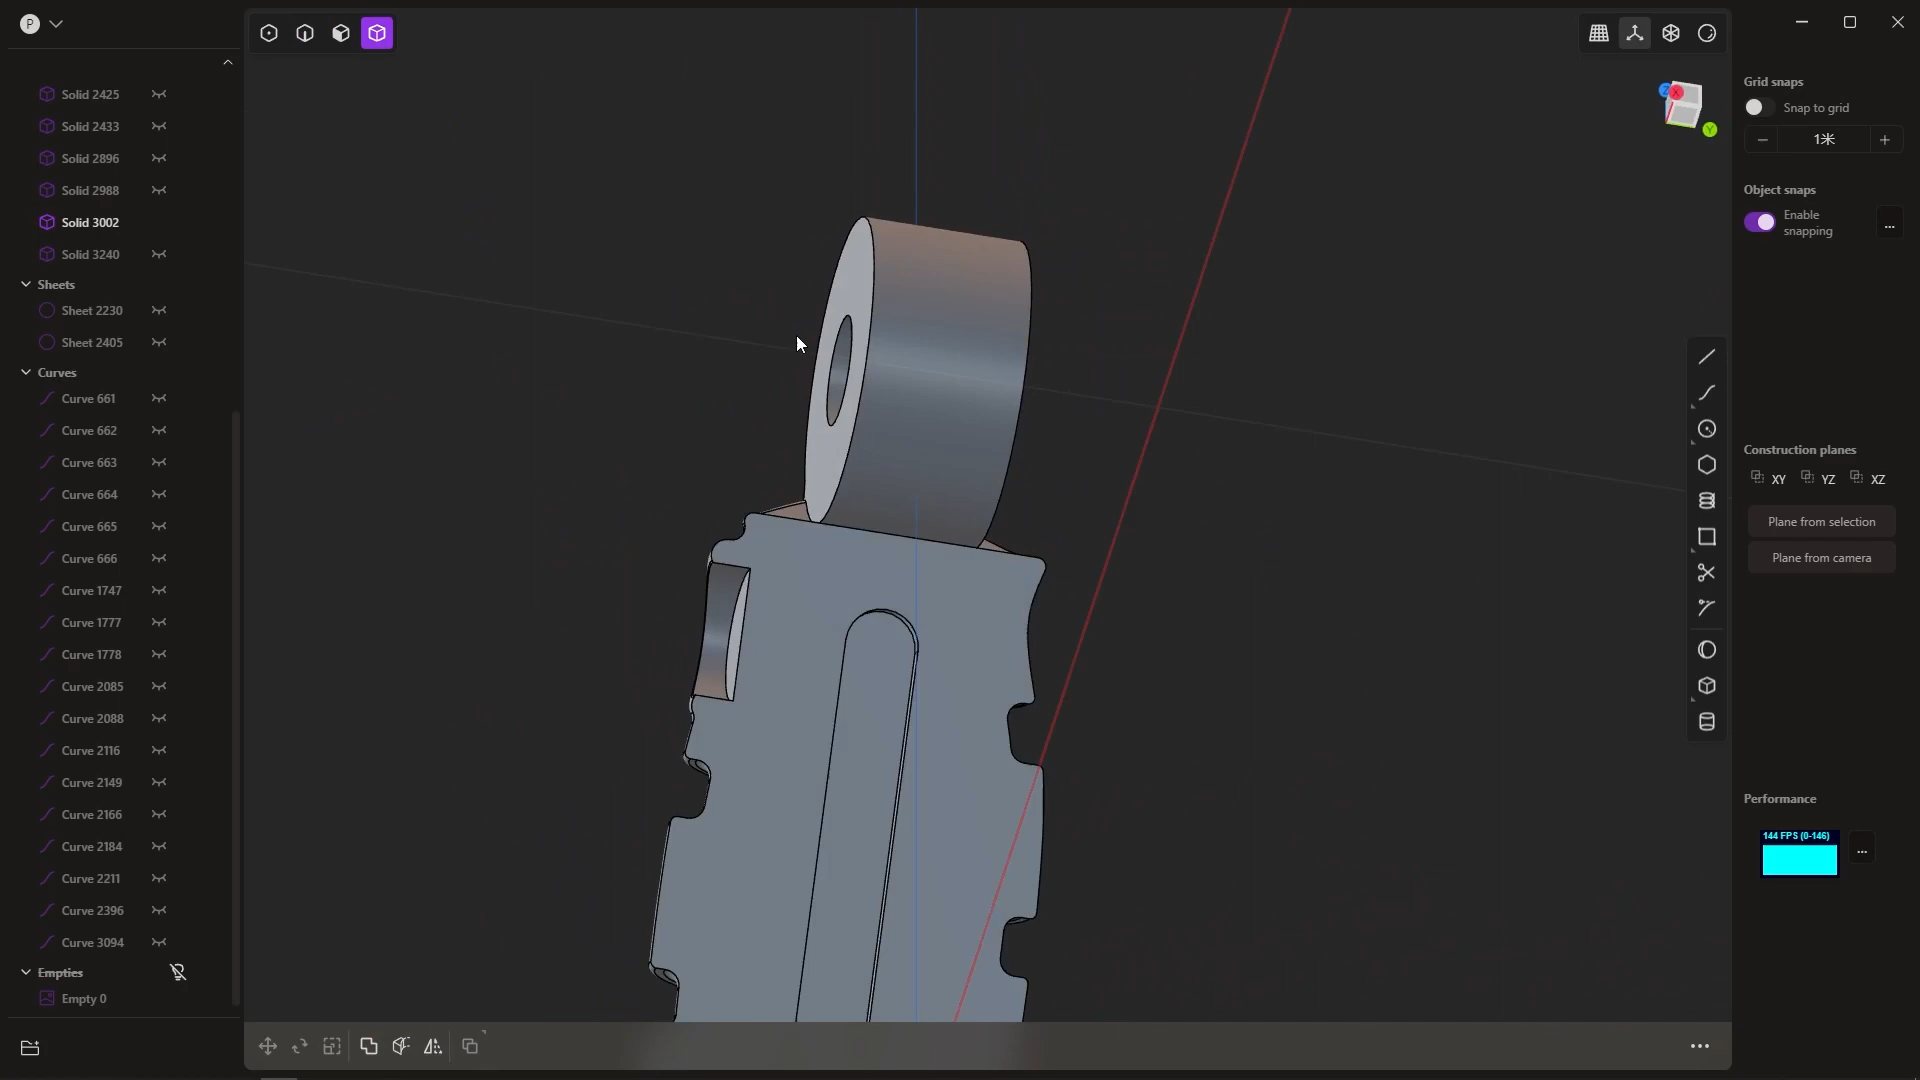 P
Solid 2425
Solid 2433
Solid 2896
Solid 2988
Solid 3002
Solid 3240
Sheets
Sheet 2230
Sheet 2405
Curves
Curve 661
Curve 662
Curve 663
Curve 664
Curve 665
Curve 666
Curve 1747
Curve 1777
Curve 1778
Curve 2085
Curve 2088
Curve 2116
Curve 2149
Curve 2166
Curve 2184
Curve 2211
Curve 2396
Curve 3094
Empties
Empty 0
Z
X
Y
Grid snaps
Snap to grid
1米
Object snaps
Enable
snapping
...
Construction planes
XY YZ XZ
Plane from selection
Plane from camera
Performance
144 FPS (0-146)
...